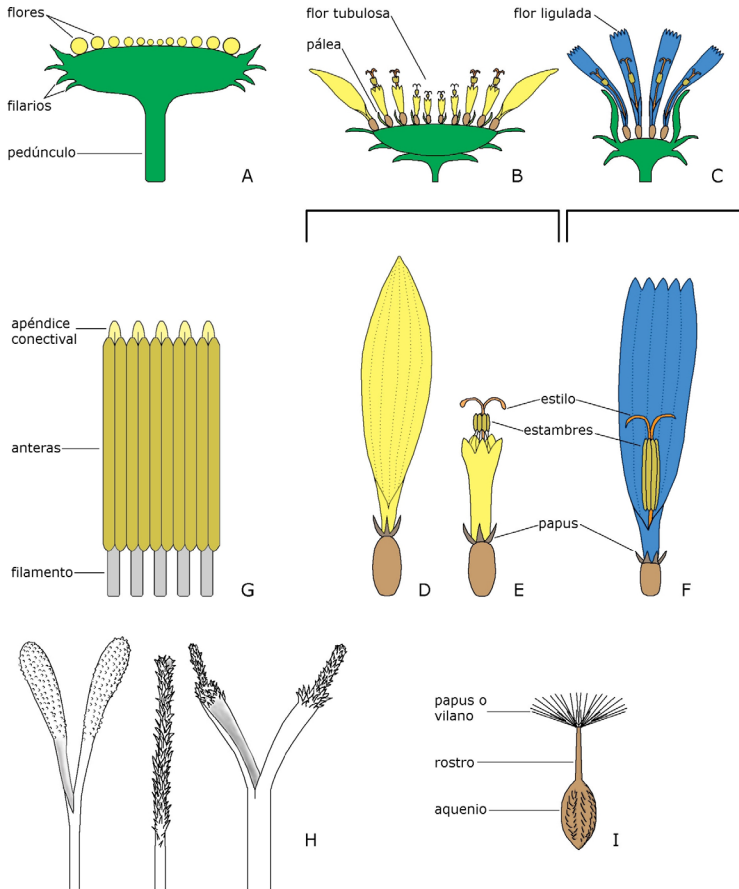 flores
filarios
pedúnculo
A
flor tubulosa
pálea
B
flor ligulada
C
apéndice
conectival
anteras
filamento
G
D
E
estilo
estambres
papus
F
H
papus o
vilano
rostro
aquenio
I